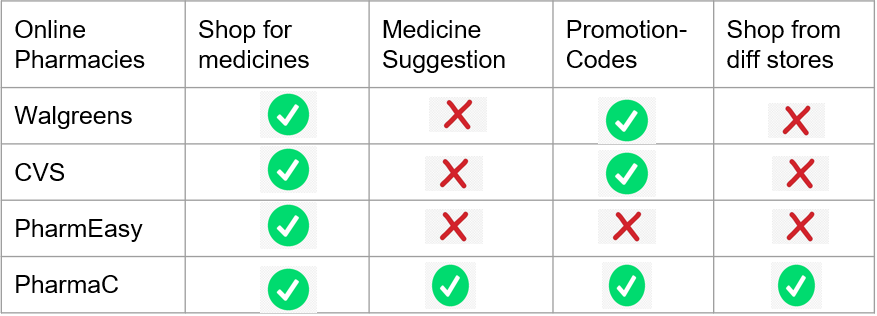 Online
Pharmacies
Shop for
medicines
Medicine
Suggestion
Promotion-
Codes
Shop from
diff stores
Walgreens
CVS
PharmEasy
PharmaC